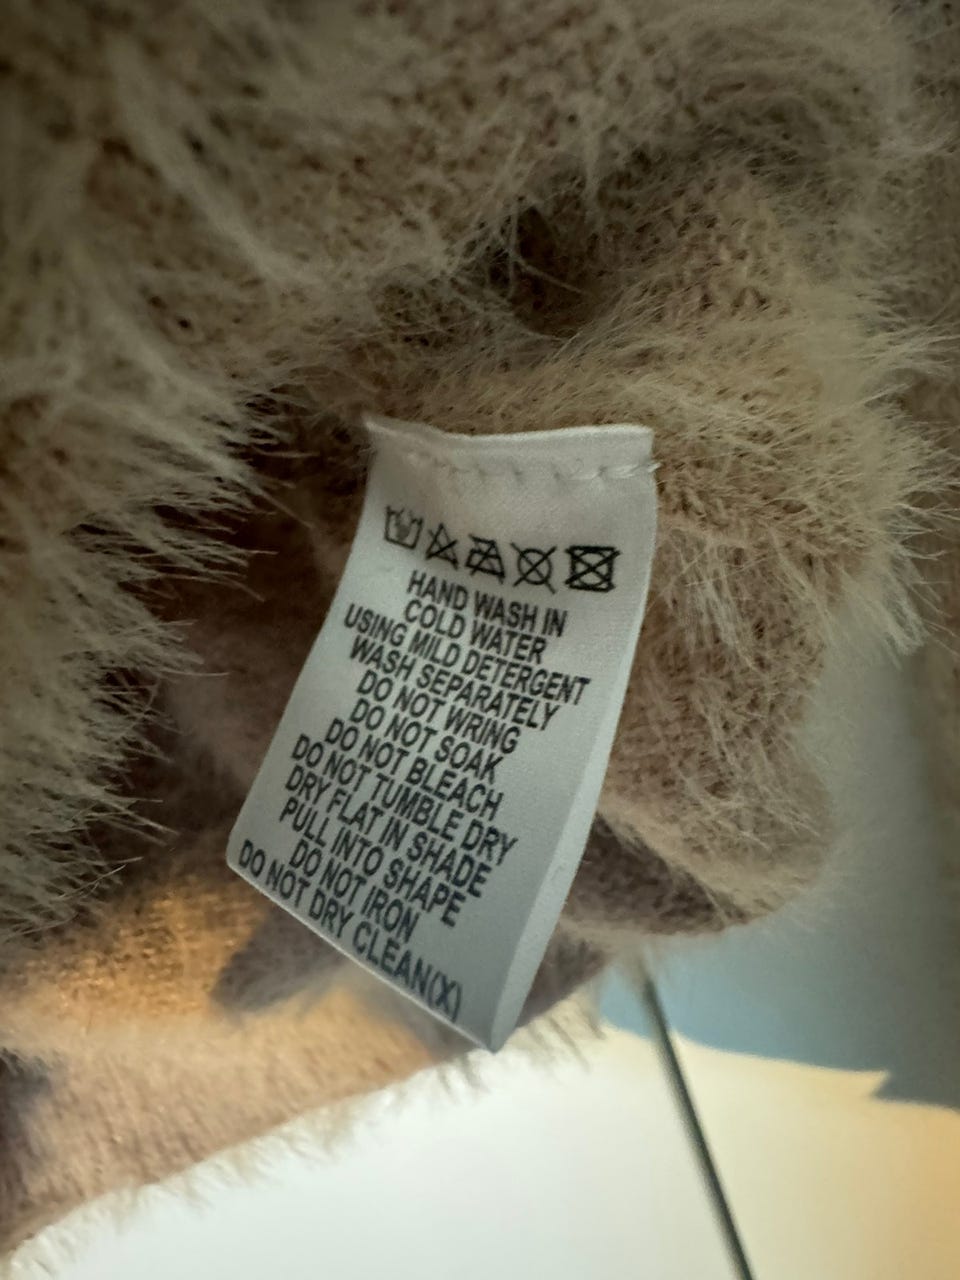 HAND WASH IN
COLD WATER
USING MILD DETERGENT
WASH SEPARATELY
DO NOT WRING
DO NOT SOAK
DO NOT BLEACH
DO NOT TUMBLE DRY
DRY FLAT IN SHADE
PULL INTO SHAPE
DO NOT IRON
DO NOT DRY CLEAN(X)